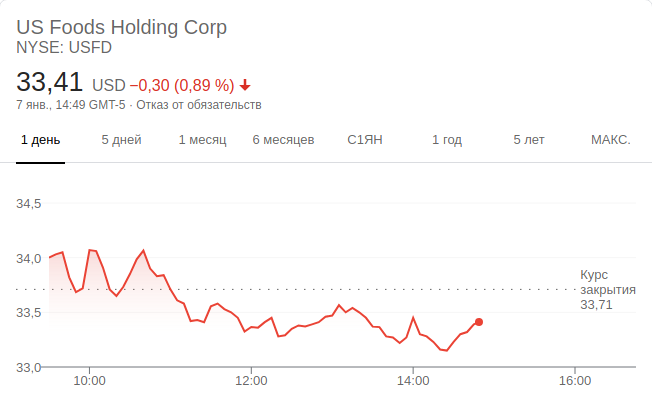 US Foods Holding Corp
NYSE: USFD
33,41 USD −0,30 (0,89 %)
7 янв., 14:49 GMT-5 · Отказ от обязательств
1 день 5 дней 1 месяц 6 месяцев С1ЯН 1 год 5 лет МАКС.
34,5
34,0
Курс
закрытия
33,71
33,5
33,0
10:00 12:00 14:00 16:00